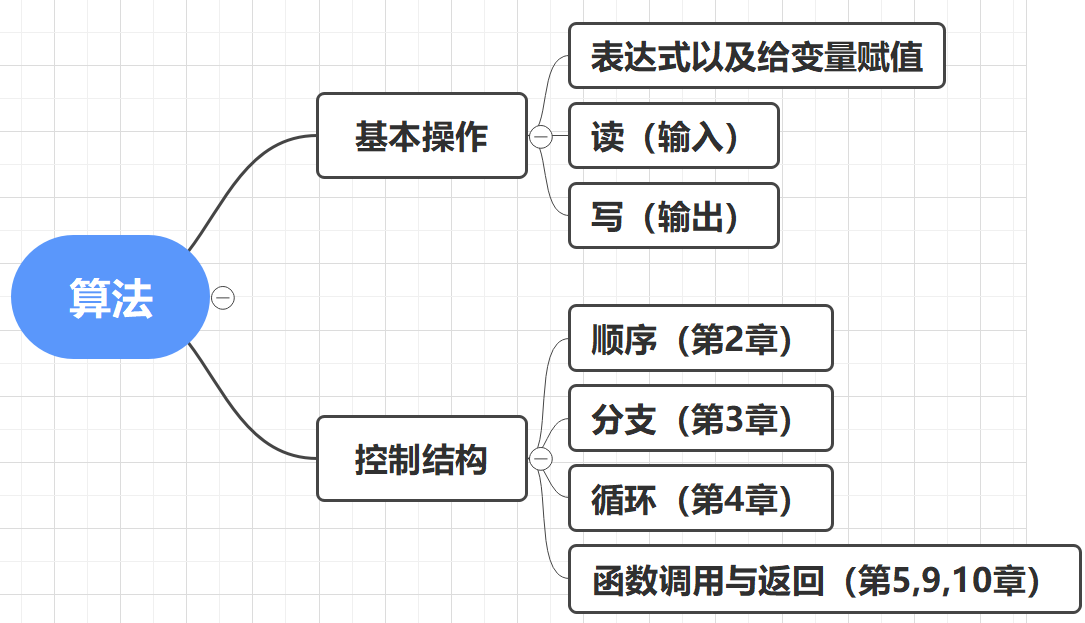 算法
基本操作
表达式以及给变量赋值
读（输入）
写（输出）
控制结构
顺序（第2章）
分支（第3章）
循环（第4章）
函数调用与返回（第5,9,10章）